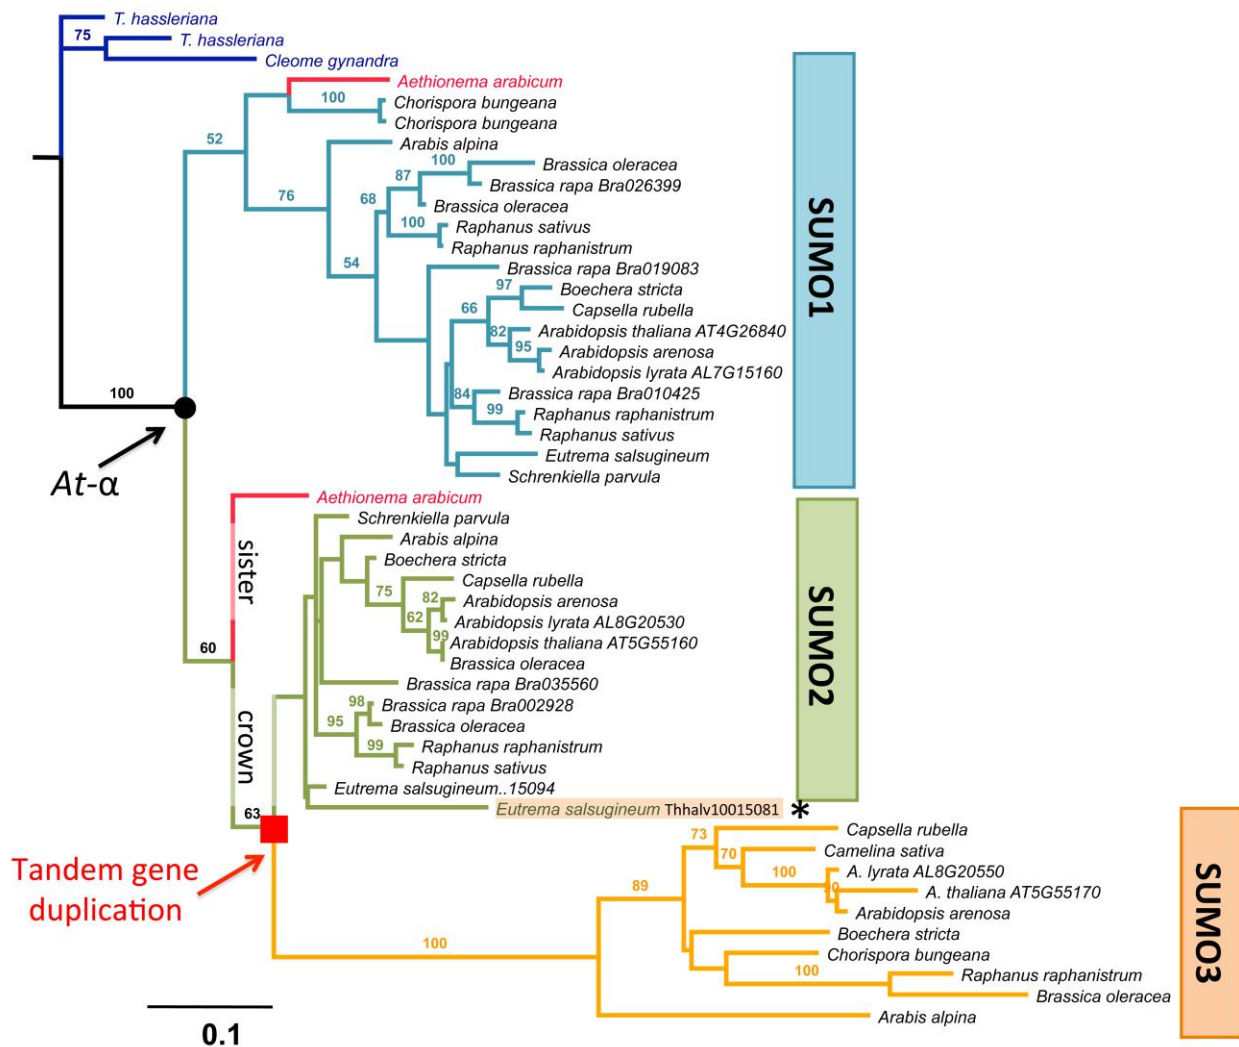 T. hassleriana
75
T. hassleriana
Cleome gynandra
Aethionema arabicum
100
Chorispora bungeana
Chorispora bungeana
52
Arabis alpina
100
Brassica oleracea
87
Brassica rapa Bra026399
76
68
Brassica oleracea
100
Raphanus sativus
Raphanus raphanistrum
54
Brassica rapa Bra019083
97
Boechera stricta
66
Capsella rubella
82
Arabidopsis thaliana AT4G26840
95
Arabidopsis arenosa
Arabidopsis lyrata AL7G15160
84
Brassica rapa Bra010425
99
Raphanus raphanistrum
Raphanus sativus
Eutrema salsugineum
Schrenkiella parvula
SUMO1
100
At-α
Aethionema arabicum
sister
Schrenkiella parvula
Arabis alpina
Boechera stricta
75
Capsella rubella
82
Arabidopsis arenosa
62
Arabidopsis lyrata AL8G20530
99
Arabidopsis thaliana AT5G55160
Brassica oleracea
60
Brassica rapa Bra035560
crown
98
Brassica rapa Bra002928
95
Brassica oleracea
99
Raphanus raphanistrum
Raphanus sativus
Eutrema salsugineum..15094
Eutrema salsugineum Thhalv10015081 *
SUMO2
63
Tandem gene
duplication
73
Capsella rubella
70
Camelina sativa
100
A. lyrata AL8G20550
90
A. thaliana AT5G55170
89
Arabidopsis arenosa
Boechera stricta
100
Chorispora bungeana
100
Raphanus raphanistrum
Brassica oleracea
Arabis alpina
SUMO3
0.1